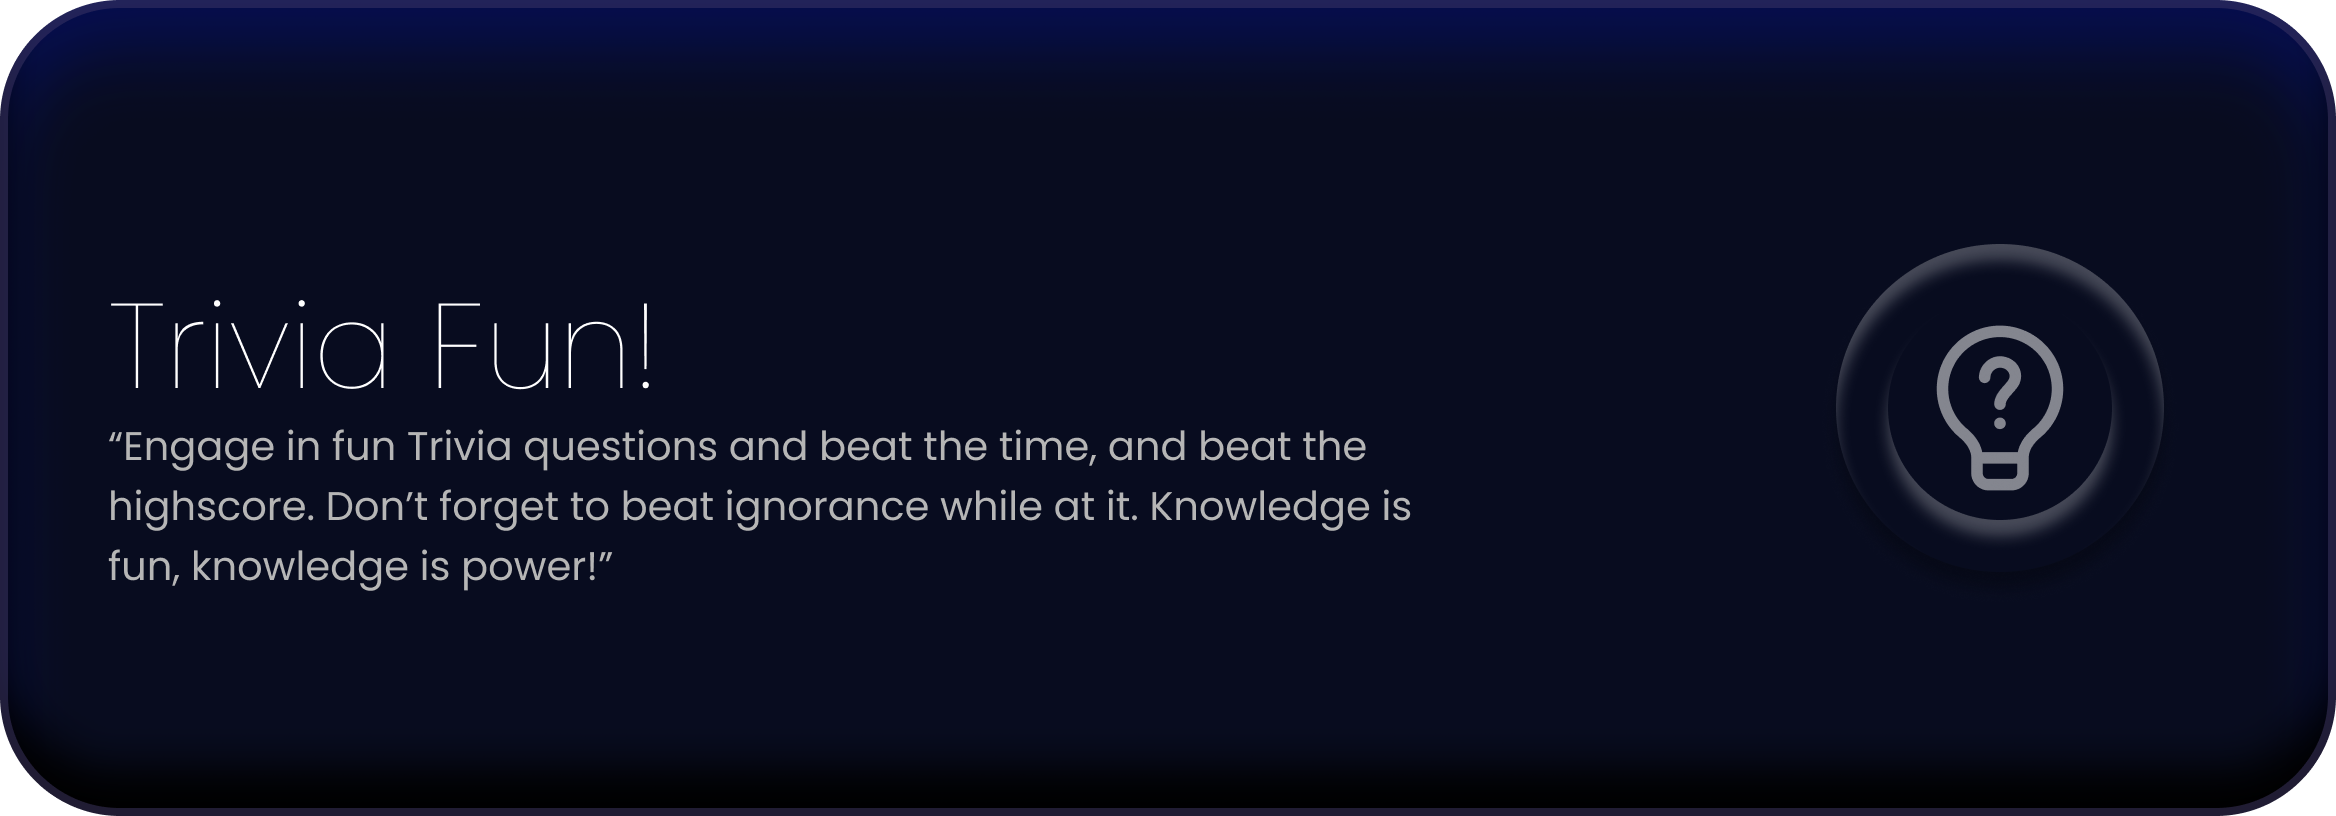 Trivia Fun!
“Engage in fun Trivia questions and beat the time, and beat the
highscore. Don’t forget to beat ignorance while at it. Knowledge is
fun, knowledge is power!”